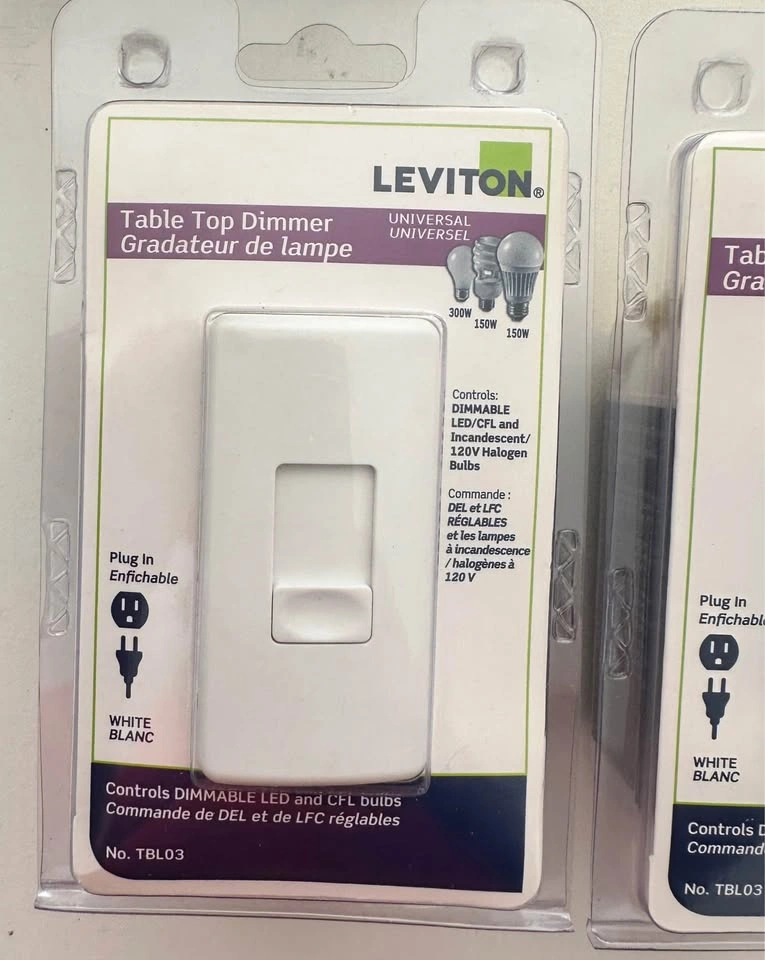 LEVITON®
Table Top Dimmer
Gradateur de lampe
UNIVERSAL
UNIVERSEL
300W
150W
150W
Controls:
DIMMABLE
LED/CFL and
Incandescent/
120V Halogen
Bulbs
Commande :
DEL et LFC
RÉGLABLES
et les lampes
à incandescence
/ halogènes à
120 V
Plug In
Enfichable
WHITE
BLANC
Controls DIMMABLE LED and CFL bulbs
Commande de DEL et de LFC réglables
No. TBL03
Tab
Gra
Plug In
Enfichabl
WHITE
BLANC
Controls D
Command
No. TBL03